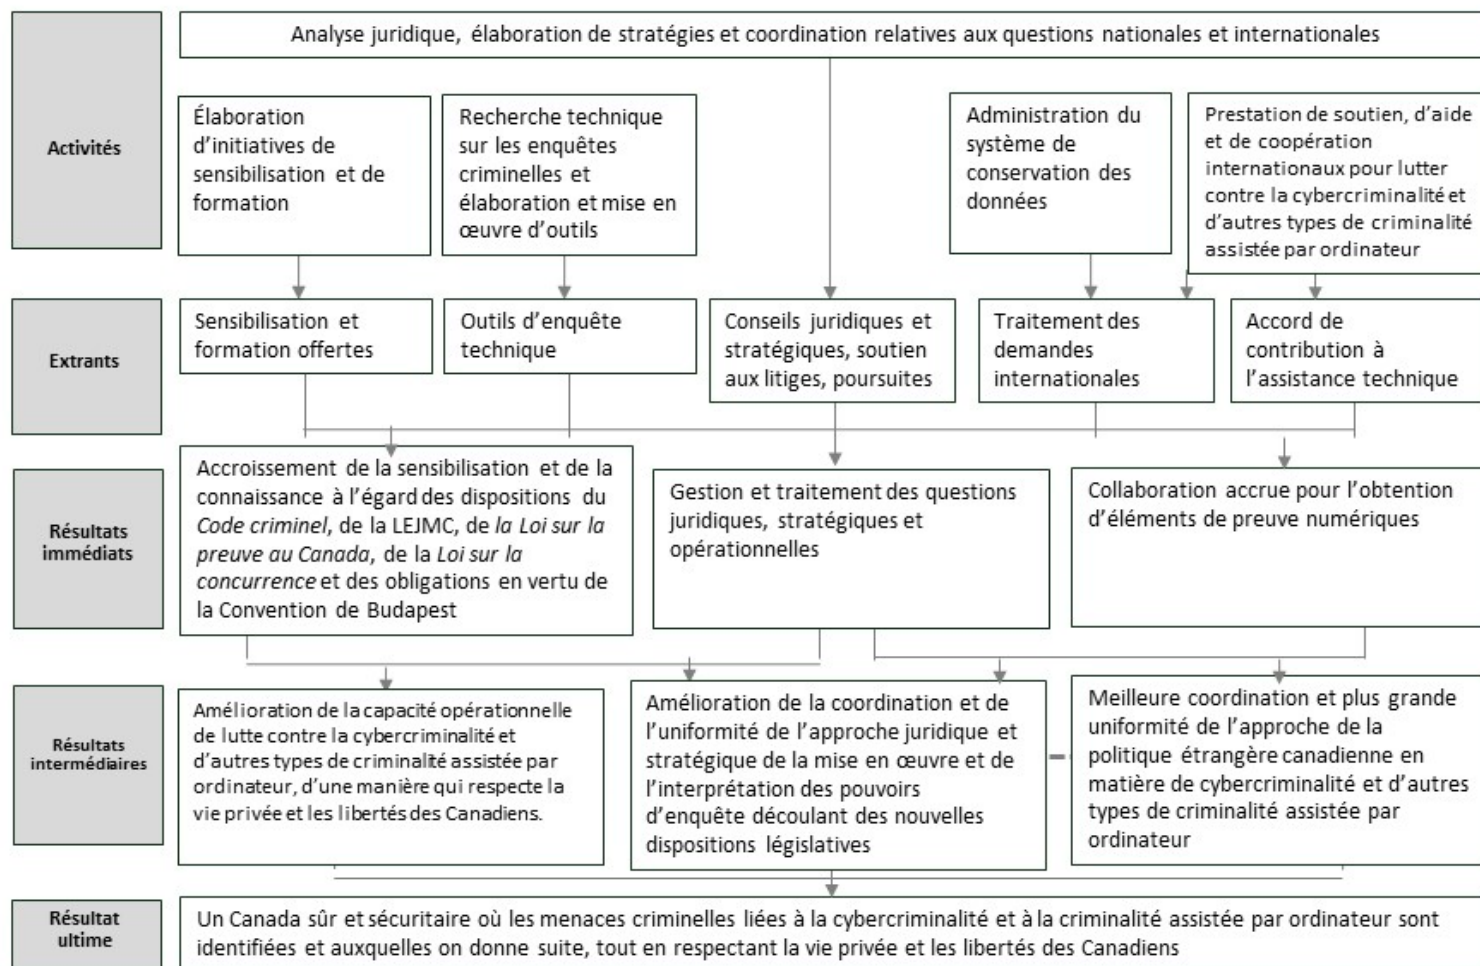 Activités
Analyse juridique, élaboration de stratégies et coordination relatives aux questions nationales et internationales
Élaboration
d’initiatives de
sensibilisation et de
formation
Recherche technique
sur les enquêtes
criminelles et
élaboration et mise en
œuvre d’outils
Administration du
système de
conservation des
données
Prestation de soutien, d’aide
et de coopération
internationaux pour lutter
contre la cybercriminalité et
d’autres types de criminalité
assistée par ordinateur
Extrants
Sensibilisation et
formation offertes
Outils d’enquête
technique
Conseils juridiques et
stratégiques, soutien
aux litiges, poursuites
Traitement des
demandes
internationales
Accord de
contribution à
l’assistance technique
Résultats
immédiats
Accroissement de la sensibilisation et de la
connaissance à l’égard des dispositions du
Code criminel, de la LEJMC, de la Loi sur la
preuve au Canada, de la Loi sur la
concurrence et des obligations en vertu de
la Convention de Budapest
Gestion et traitement des questions
juridiques, stratégiques et
opérationnelles
Collaboration accrue pour l’obtention
d’éléments de preuve numériques
Résultats
intermédiaires
Amélioration de la capacité opérationnelle
de lutte contre la cybercriminalité et
d’autres types de criminalité assistée par
ordinateur, d’une manière qui respecte la
vie privée et les libertés des Canadiens.
Amélioration de la coordination et de
l’uniformité de l’approche juridique et
stratégique de la mise en œuvre et de
l’interprétation des pouvoirs
d’enquête découlant des nouvelles
dispositions législatives
Meilleure coordination et plus grande
uniformité de l’approche de la
politique étrangère canadienne en
matière de cybercriminalité et d’autres
types de criminalité assistée par
ordinateur
Résultat
ultime
Un Canada sûr et sécuritaire où les menaces criminelles liées à la cybercriminalité et à la criminalité assistée par ordinateur sont
identifiées et auxquelles on donne suite, tout en respectant la vie privée et les libertés des Canadiens